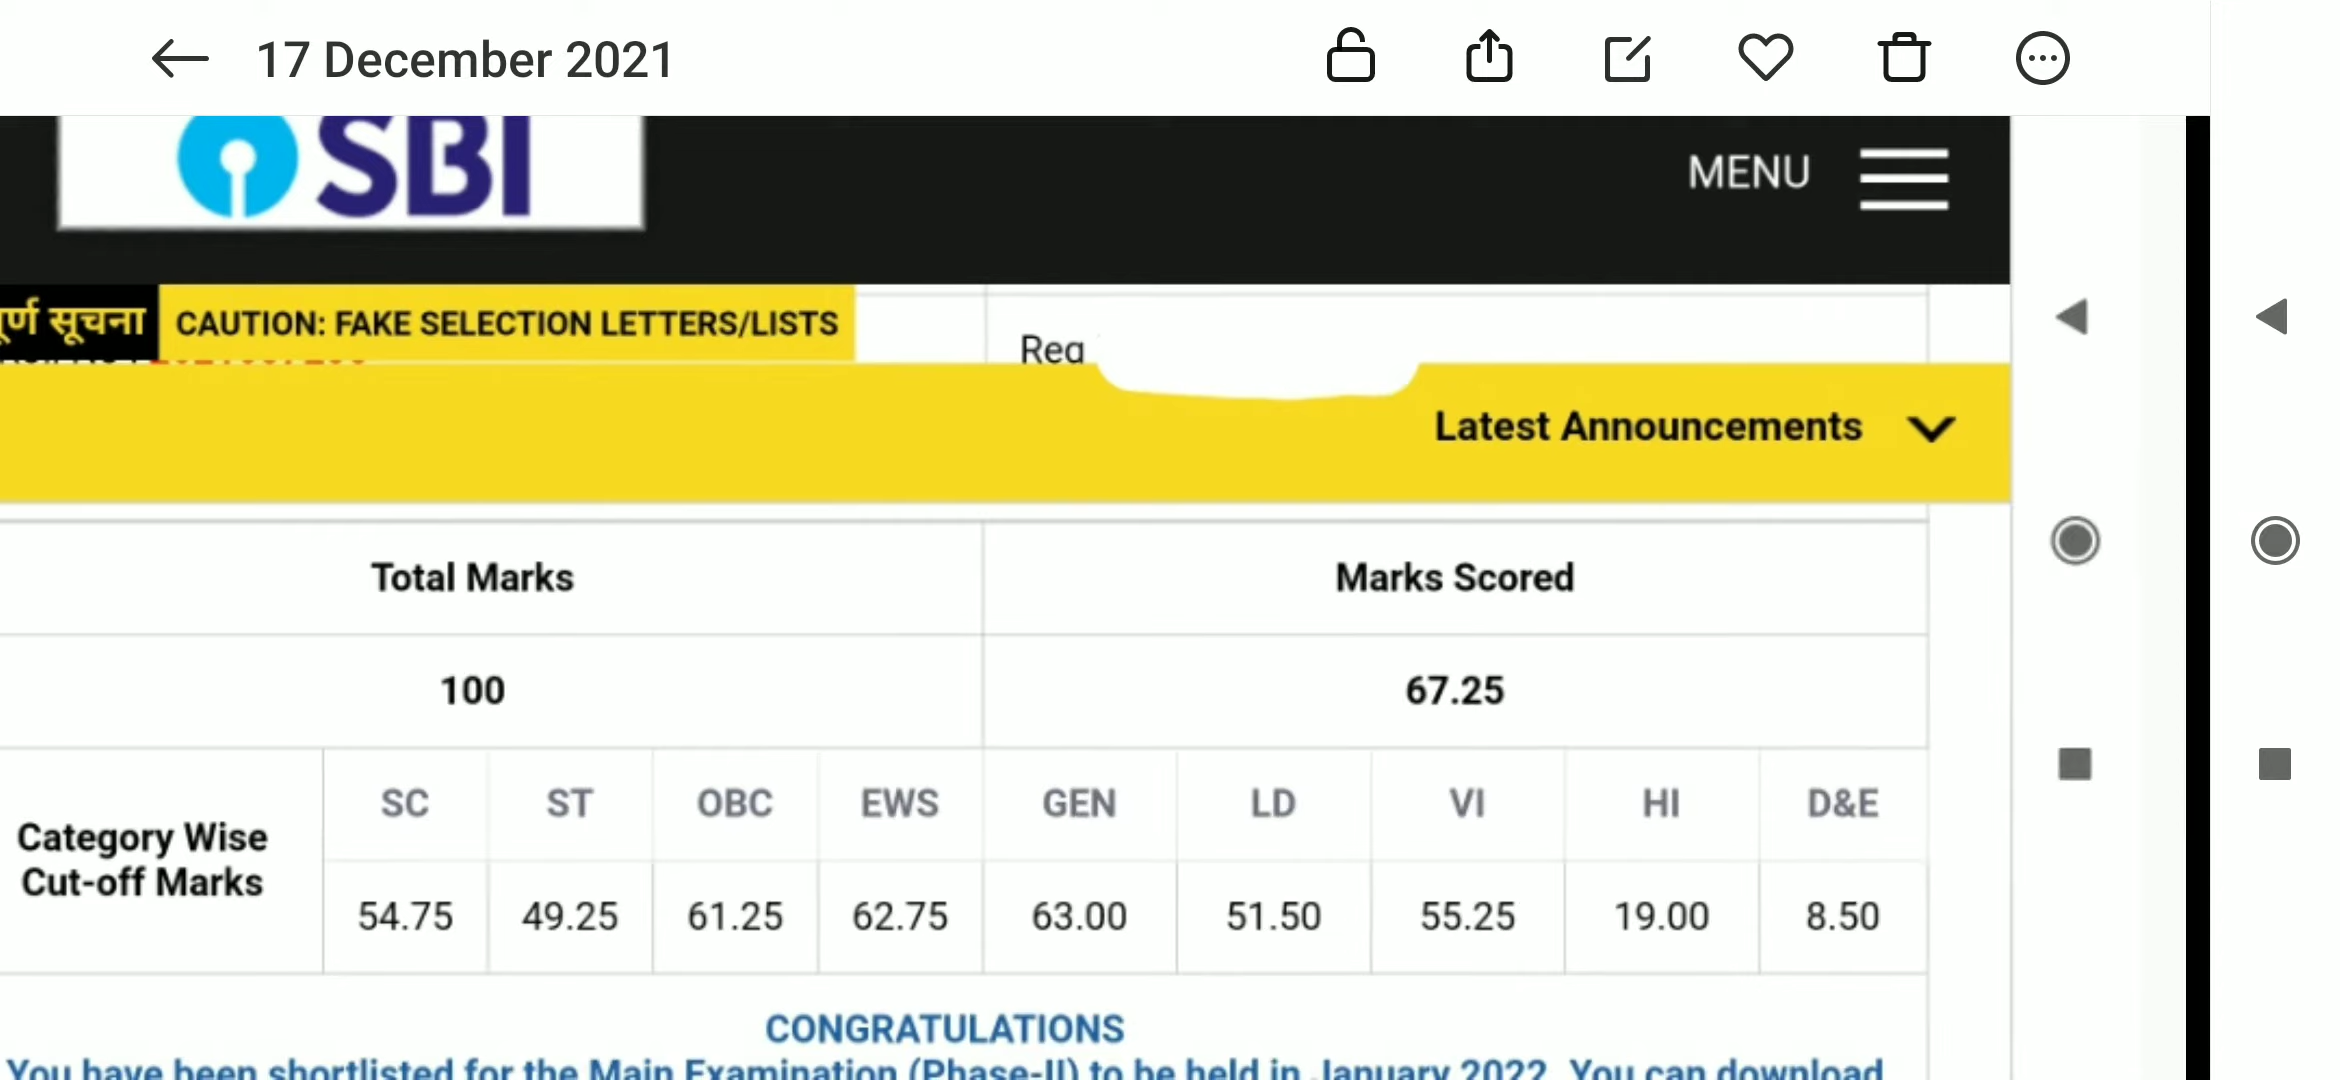 17 December 2021
SBI
MENU
पूर्ण सूचना CAUTION: FAKE SELECTION LETTERS/LISTS
Reg
Latest Announcements
Total Marks Marks Scored
100 67.25
SC ST OBC EWS GEN LD VI HI D&E
Category Wise
Cut-off Marks
54.75 49.25 61.25 62.75 63.00 51.50 55.25 19.00 8.50
CONGRATULATIONS
You have been shortlisted for the Main Examination (Phase-II) to be held in January 2022. You can download